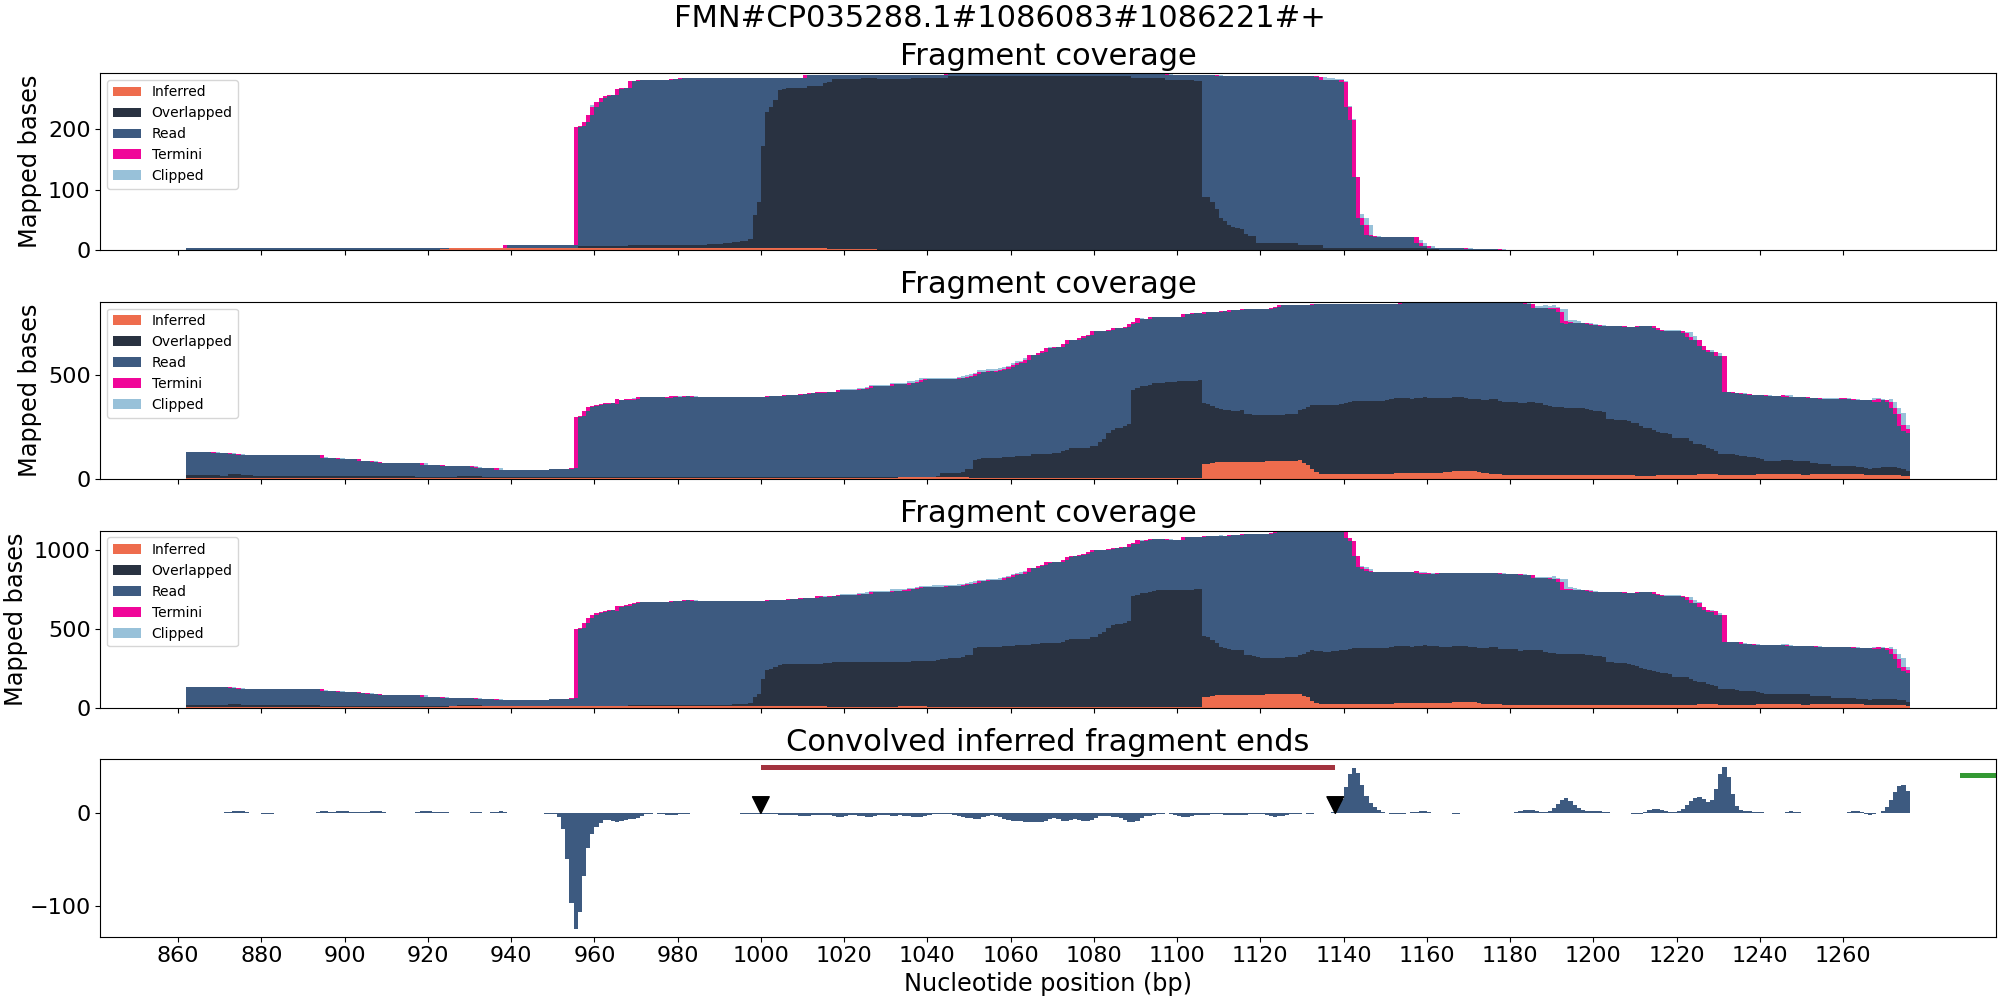 FMN#CP035288.1#1086083#1086221#+
Fragment coverage
Mapped bases
200
100
0
Inferred
Overlapped
Read
Termini
Clipped
Fragment coverage
Mapped bases
500
0
Inferred
Overlapped
Read
Termini
Clipped
Fragment coverage
Mapped bases
1000
500
0
Inferred
Overlapped
Read
Termini
Clipped
Convolved inferred fragment ends
0
−100
860 880 900 920 940 960 980 1000 1020 1040 1060 1080 1100 1120 1140 1160 1180 1200 1220 1240 1260
Nucleotide position (bp)